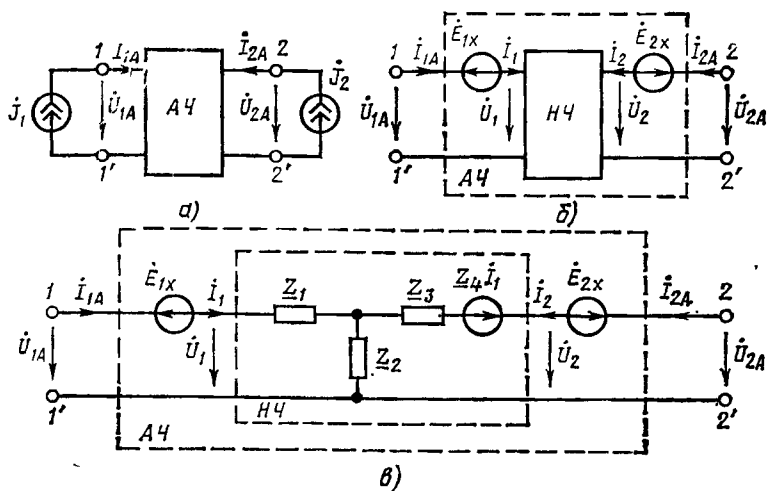 1 İ₁A İ₂A 2
J̇₁ U̇₁A АЧ U̇₂A J̇₂
1' 2'
а)
1 İ₁A Ė₁x İ₁ İ₂ Ė₂x İ₂A 2
U̇₁A U̇₁ НЧ U̇₂ U̇₂A
1' АЧ 2'
б)
1 İ₁A Ė₁x İ₁ Z₁ Z₃ Z₄İ₁ İ₂ Ė₂x İ₂A 2
U̇₁A U̇₁ Z₂ U̇₂ U̇₂A
1' НЧ 2'
АЧ
в)